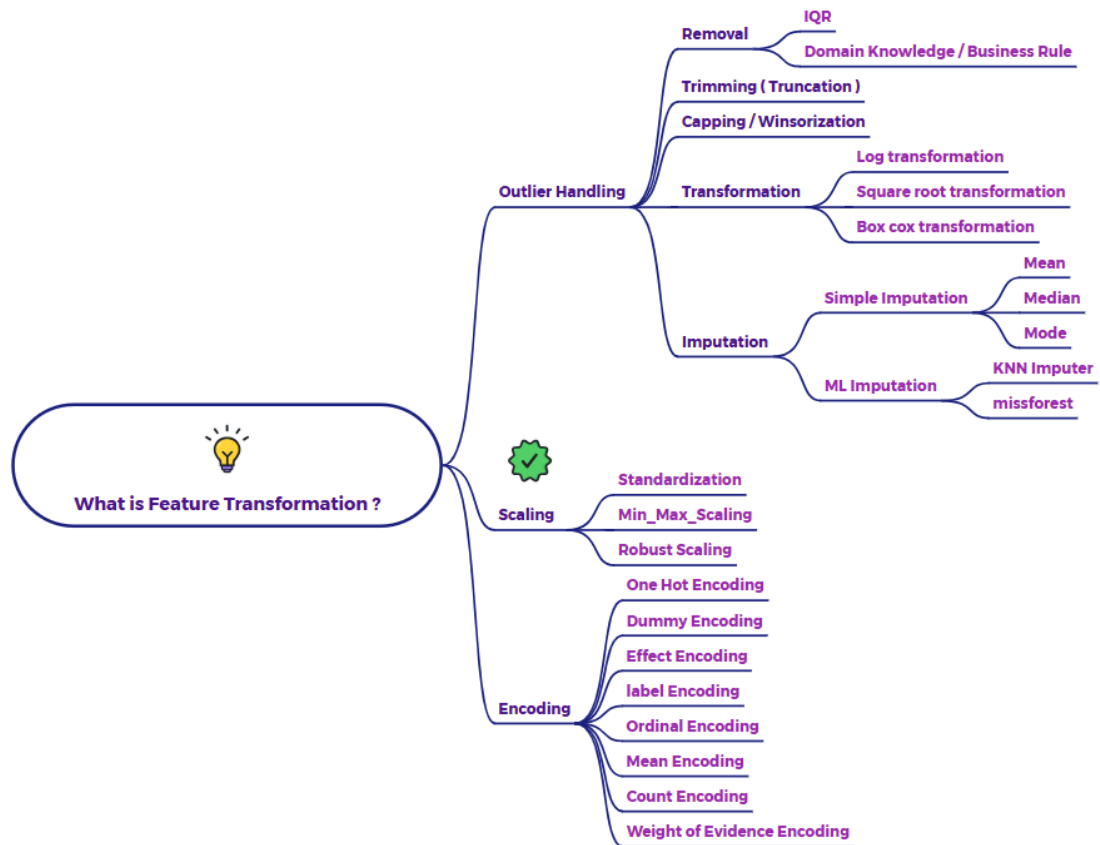 What is Feature Transformation ?
Outlier Handling
Removal
IQR
Domain Knowledge / Business Rule
Trimming ( Truncation )
Capping / Winsorization
Transformation
Log transformation
Square root transformation
Box cox transformation
Imputation
Simple Imputation
Mean
Median
Mode
ML Imputation
KNN Imputer
missforest
Scaling
Standardization
Min_Max_Scaling
Robust Scaling
Encoding
One Hot Encoding
Dummy Encoding
Effect Encoding
label Encoding
Ordinal Encoding
Mean Encoding
Count Encoding
Weight of Evidence Encoding